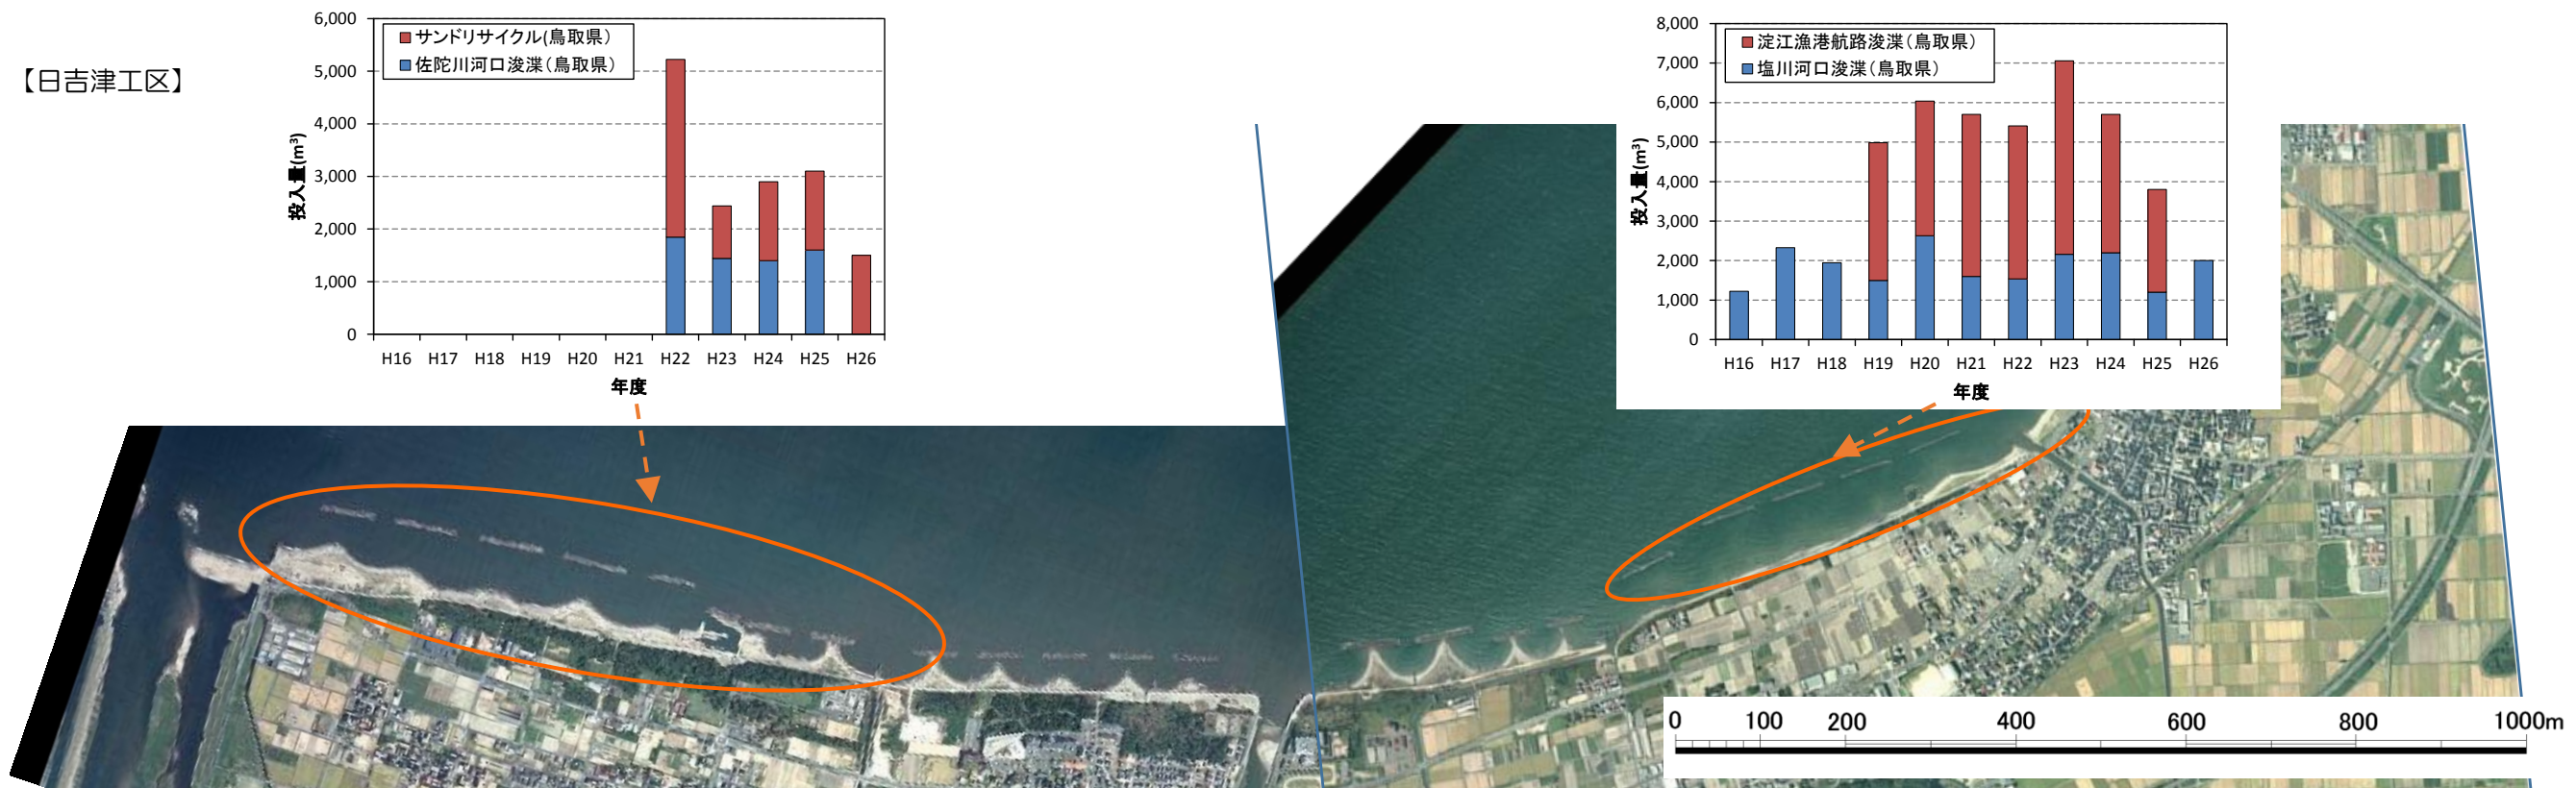 【日吉津工区】
6,000
5,000
4,000
3,000
2,000
1,000
0
投入量(m³)
サンドリサイクル(鳥取県)
佐陀川河口浚渫(鳥取県)
H16 H17 H18 H19 H20 H21 H22 H23 H24 H25 H26
年度
8,000
7,000
6,000
5,000
4,000
3,000
2,000
1,000
0
投入量(m³)
淀江漁港航路浚渫(鳥取県)
塩川河口浚渫(鳥取県)
H16 H17 H18 H19 H20 H21 H22 H23 H24 H25 H26
年度
0 100 200 400 600 800 1000m